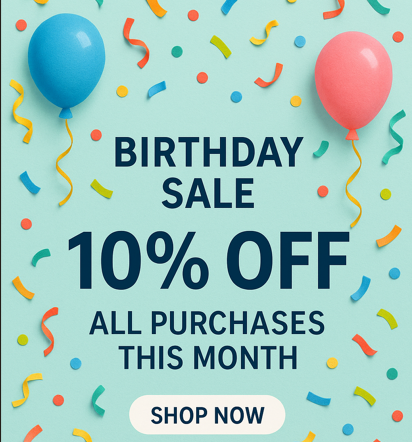 BIRTHDAY
SALE
10% OFF
ALL PURCHASES
THIS MONTH
SHOP NOW